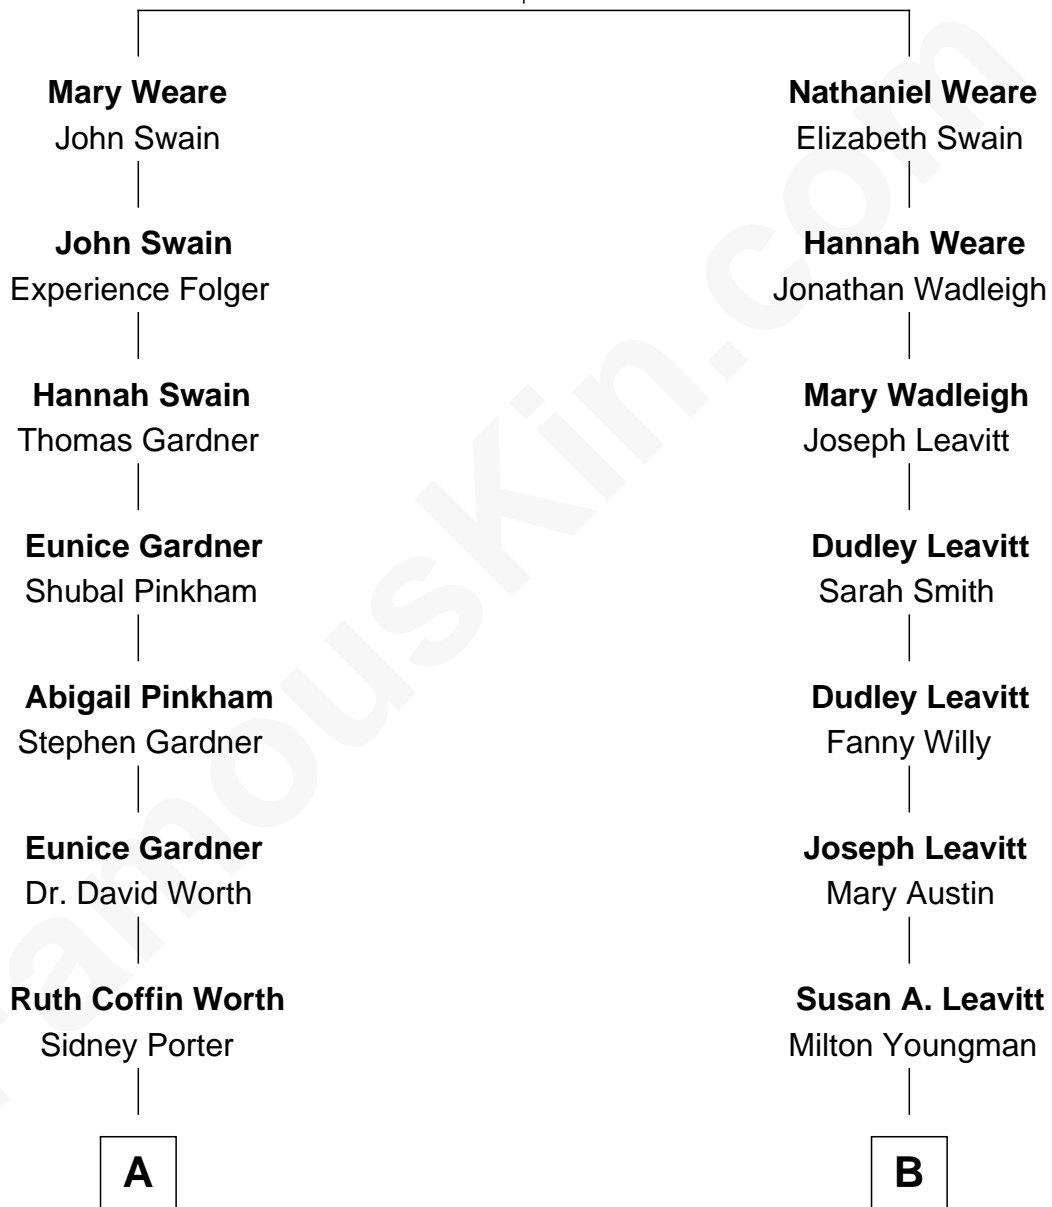 Mary Weare
John Swain
John Swain
Experience Folger
Hannah Swain
Thomas Gardner
Eunice Gardner
Shubal Pinkham
Abigail Pinkham
Stephen Gardner
Eunice Gardner
Dr. David Worth
Ruth Coffin Worth
Sidney Porter
A
Nathaniel Weare
Elizabeth Swain
Hannah Weare
Jonathan Wadleigh
Mary Wadleigh
Joseph Leavitt
Dudley Leavitt
Sarah Smith
Dudley Leavitt
Fanny Willy
Joseph Leavitt
Mary Austin
Susan A. Leavitt
Milton Youngman
B
FamousKin.com